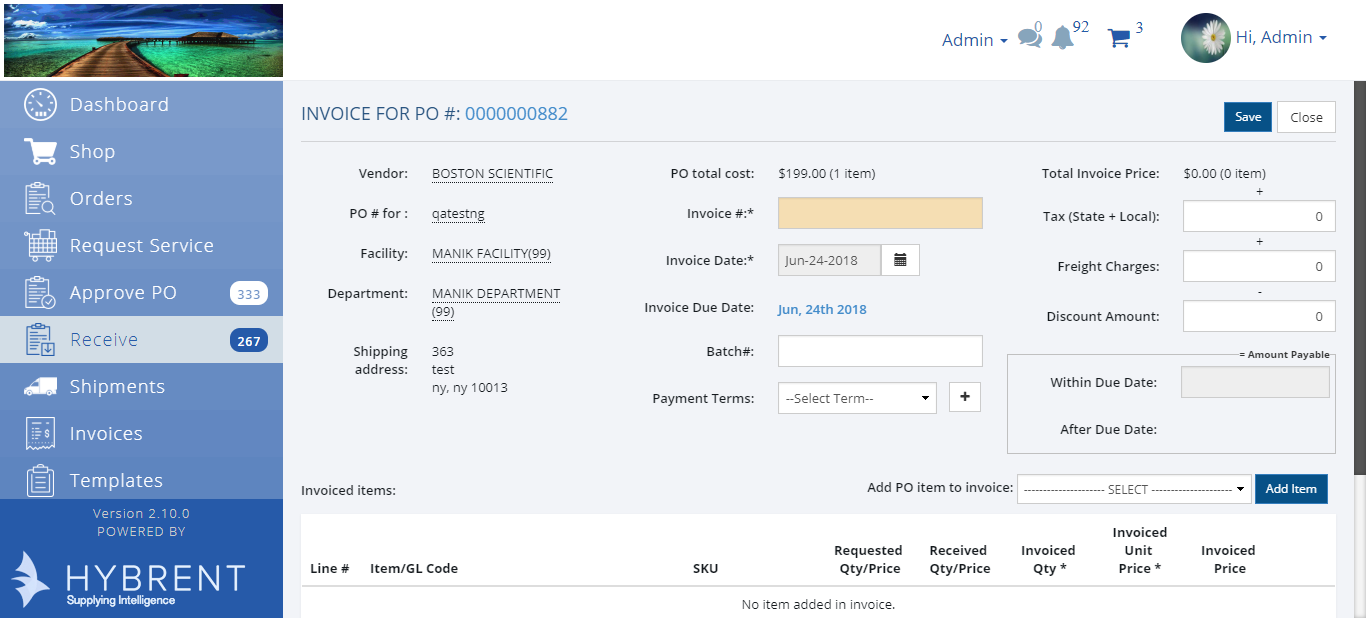 Admin
0
92
3
Hi, Admin
Dashboard
Shop
Orders
Request Service
Approve PO 333
Receive 267
Shipments
Invoices
Templates
Version 2.10.0
POWERED BY
HYBRENT
Supplying Intelligence
INVOICE FOR PO #: 0000000882
Save
Close
Vendor: BOSTON SCIENTIFIC
PO # for : qatestng
Facility: MANIK FACILITY(99)
Department: MANIK DEPARTMENT
(99)
Shipping
address:
363
test
ny, ny 10013
PO total cost: $199.00 (1 item)
Invoice #:*
Invoice Date:* Jun-24-2018
Invoice Due Date: Jun, 24th 2018
Batch#:
Payment Terms: --Select Term-- +
Total Invoice Price: $0.00 (0 item)
+
Tax (State + Local): 0
+
Freight Charges: 0
-
Discount Amount: 0
= Amount Payable
Within Due Date:
After Due Date:
Invoiced items:
Add PO item to invoice: --------------------- SELECT ---------------------
Add Item
Line #
Item/GL Code
SKU
Requested
Qty/Price
Received
Qty/Price
Invoiced
Qty *
Invoiced
Unit
Price *
Invoiced
Price
No item added in invoice.